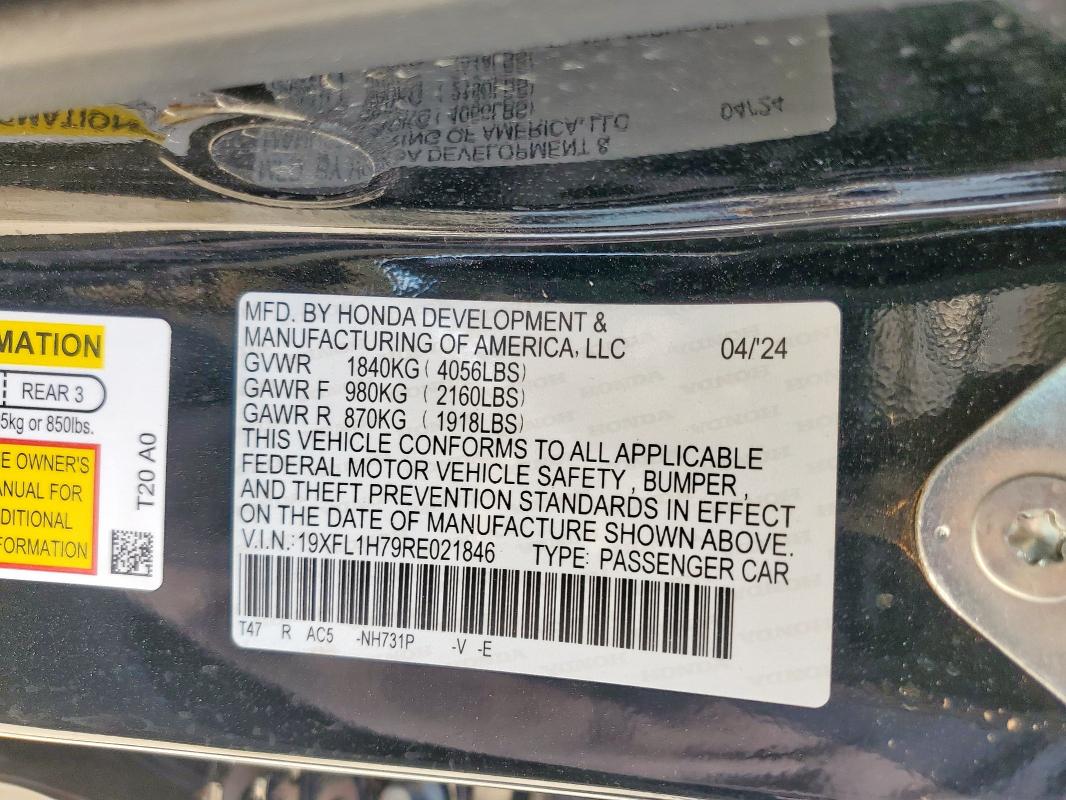 MFD. BY HONDA DEVELOPMENT &
MANUFACTURING OF AMERICA, LLC 04/'24
GVWR 1840KG ( 4056LBS)
GAWR F 980KG ( 2160LBS)
GAWR R 870KG ( 1918LBS)
THIS VEHICLE CONFORMS TO ALL APPLICABLE
FEDERAL MOTOR VEHICLE SAFETY , BUMPER ,
AND THEFT PREVENTION STANDARDS IN EFFECT
ON THE DATE OF MANUFACTURE SHOWN ABOVE.
V.I.N.:19XFL1H79RE021846 TYPE: PASSENGER CAR
T47 R AC5 -NH731P -V -E
MATION
REAR 3
5kg or 850lbs.
E OWNER'S
ANUAL FOR
DITIONAL
FORMATION
T20 A0